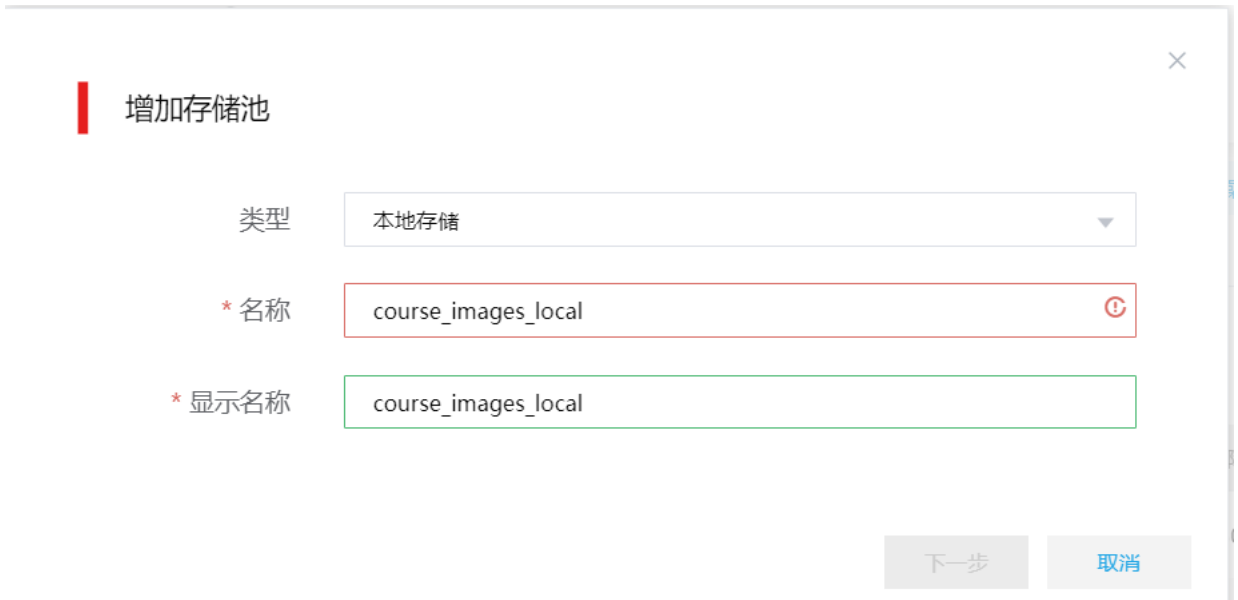 增加存储池
类型 本地存储
* 名称 course_images_local
* 显示名称 course_images_local
下一步 取消